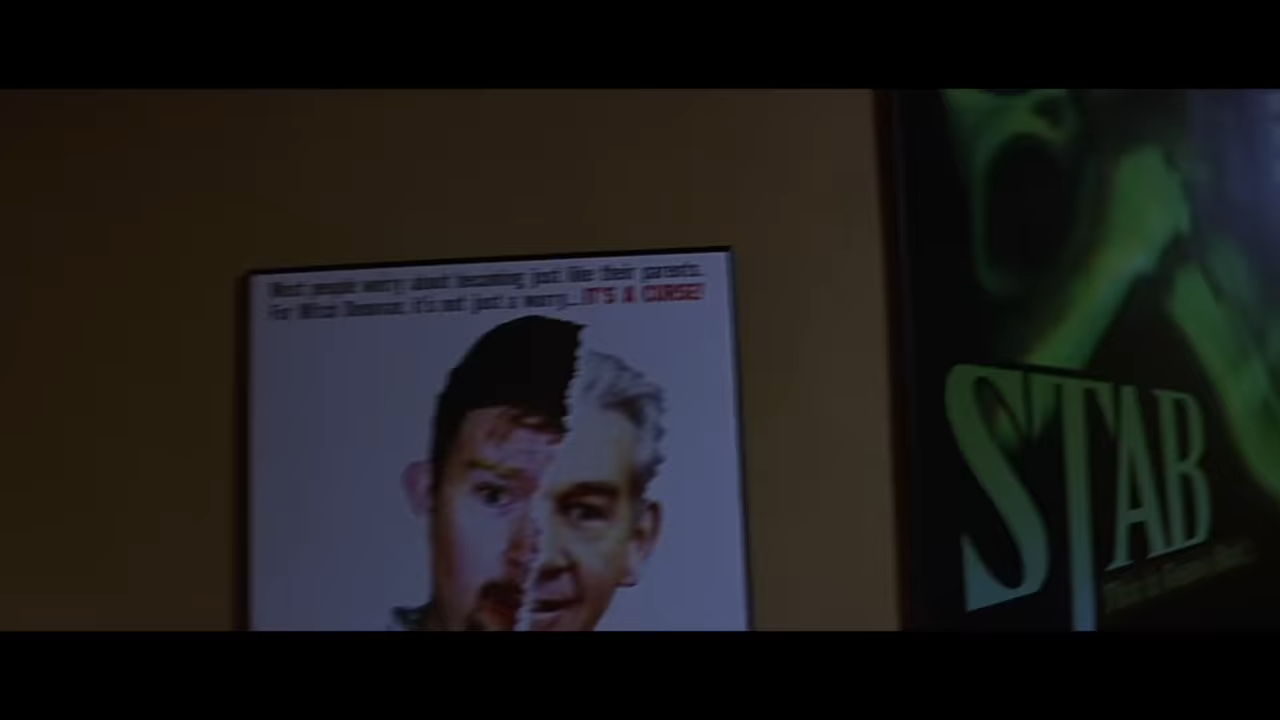 Most people worry about becoming just like their parents.
it's not just a worry... IT'S A CURSE!
STAB